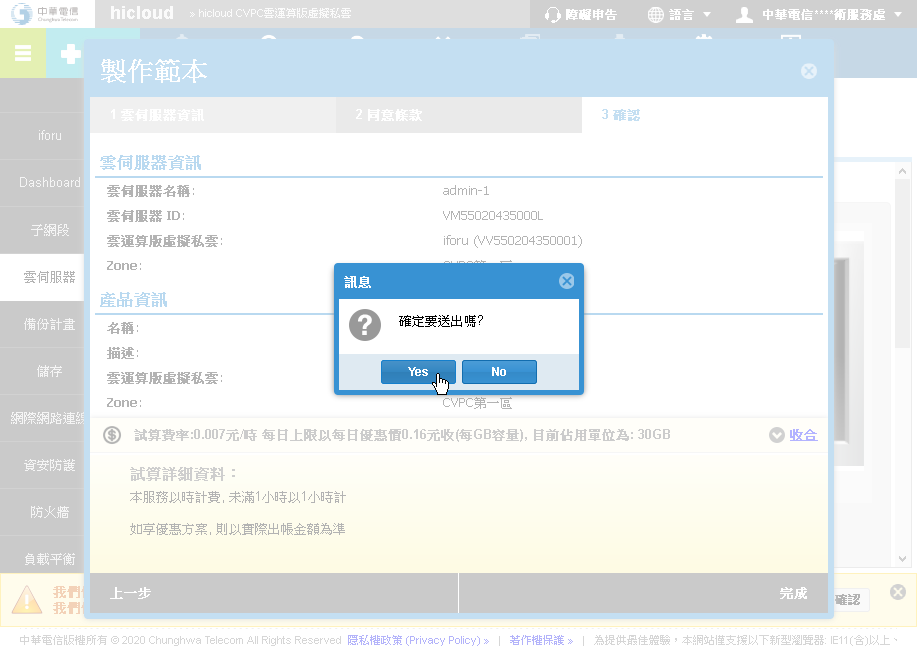 中華電信
Chunghwa Telecom
hicloud
» hicloud CVPC雲運算版虛擬私雲
障礙申告
語言
中華電信****術服務處
製作範本
1 雲伺服器資訊
2 同意條款
3 確認
iforu
Dashboard
子網段
雲伺服器
備份計畫
儲存
網際網路連線
資安防護
防火牆
負載平衡
雲伺服器資訊
雲伺服器名稱:
admin-1
雲伺服器 ID:
VM55020435000L
雲運算版虛擬私雲:
iforu (VV550204350001)
Zone:
CVPC第一區
產品資訊
名稱:
描述:
雲運算版虛擬私雲:
Zone:
CVPC第一區
訊息
確定要送出嗎?
Yes
No
試算費率:0.007元/時 每日上限以每日優惠價0.16元收(每GB容量), 目前佔用單位為: 30GB
收合
試算詳細資料：
本服務以時計費, 未滿1小時以1小時計
如享優惠方案, 則以實際出帳金額為準
上一步
完成
我們
我們
確認
中華電信版權所有 © 2020 Chunghwa Telecom All Rights Reserved 隱私權政策 (Privacy Policy) » | 著作權保護 » | 為提供最佳體驗，本網站僅支援以下新型瀏覽器: IE11(含)以上、